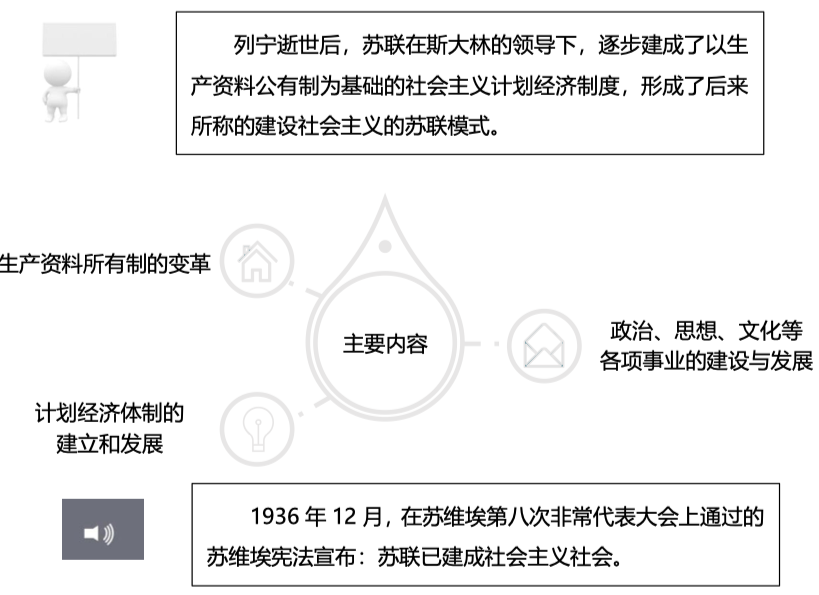 列宁逝世后，苏联在斯大林的领导下，逐步建成了以生
产资料公有制为基础的社会主义计划经济制度，形成了后来
所称的建设社会主义的苏联模式。
生产资料所有制的变革
主要内容
政治、思想、文化等
各项事业的建设与发展
计划经济体制的
建立和发展
1936 年 12 月，在苏维埃第八次非常代表大会上通过的
苏维埃宪法宣布：苏联已建成社会主义社会。